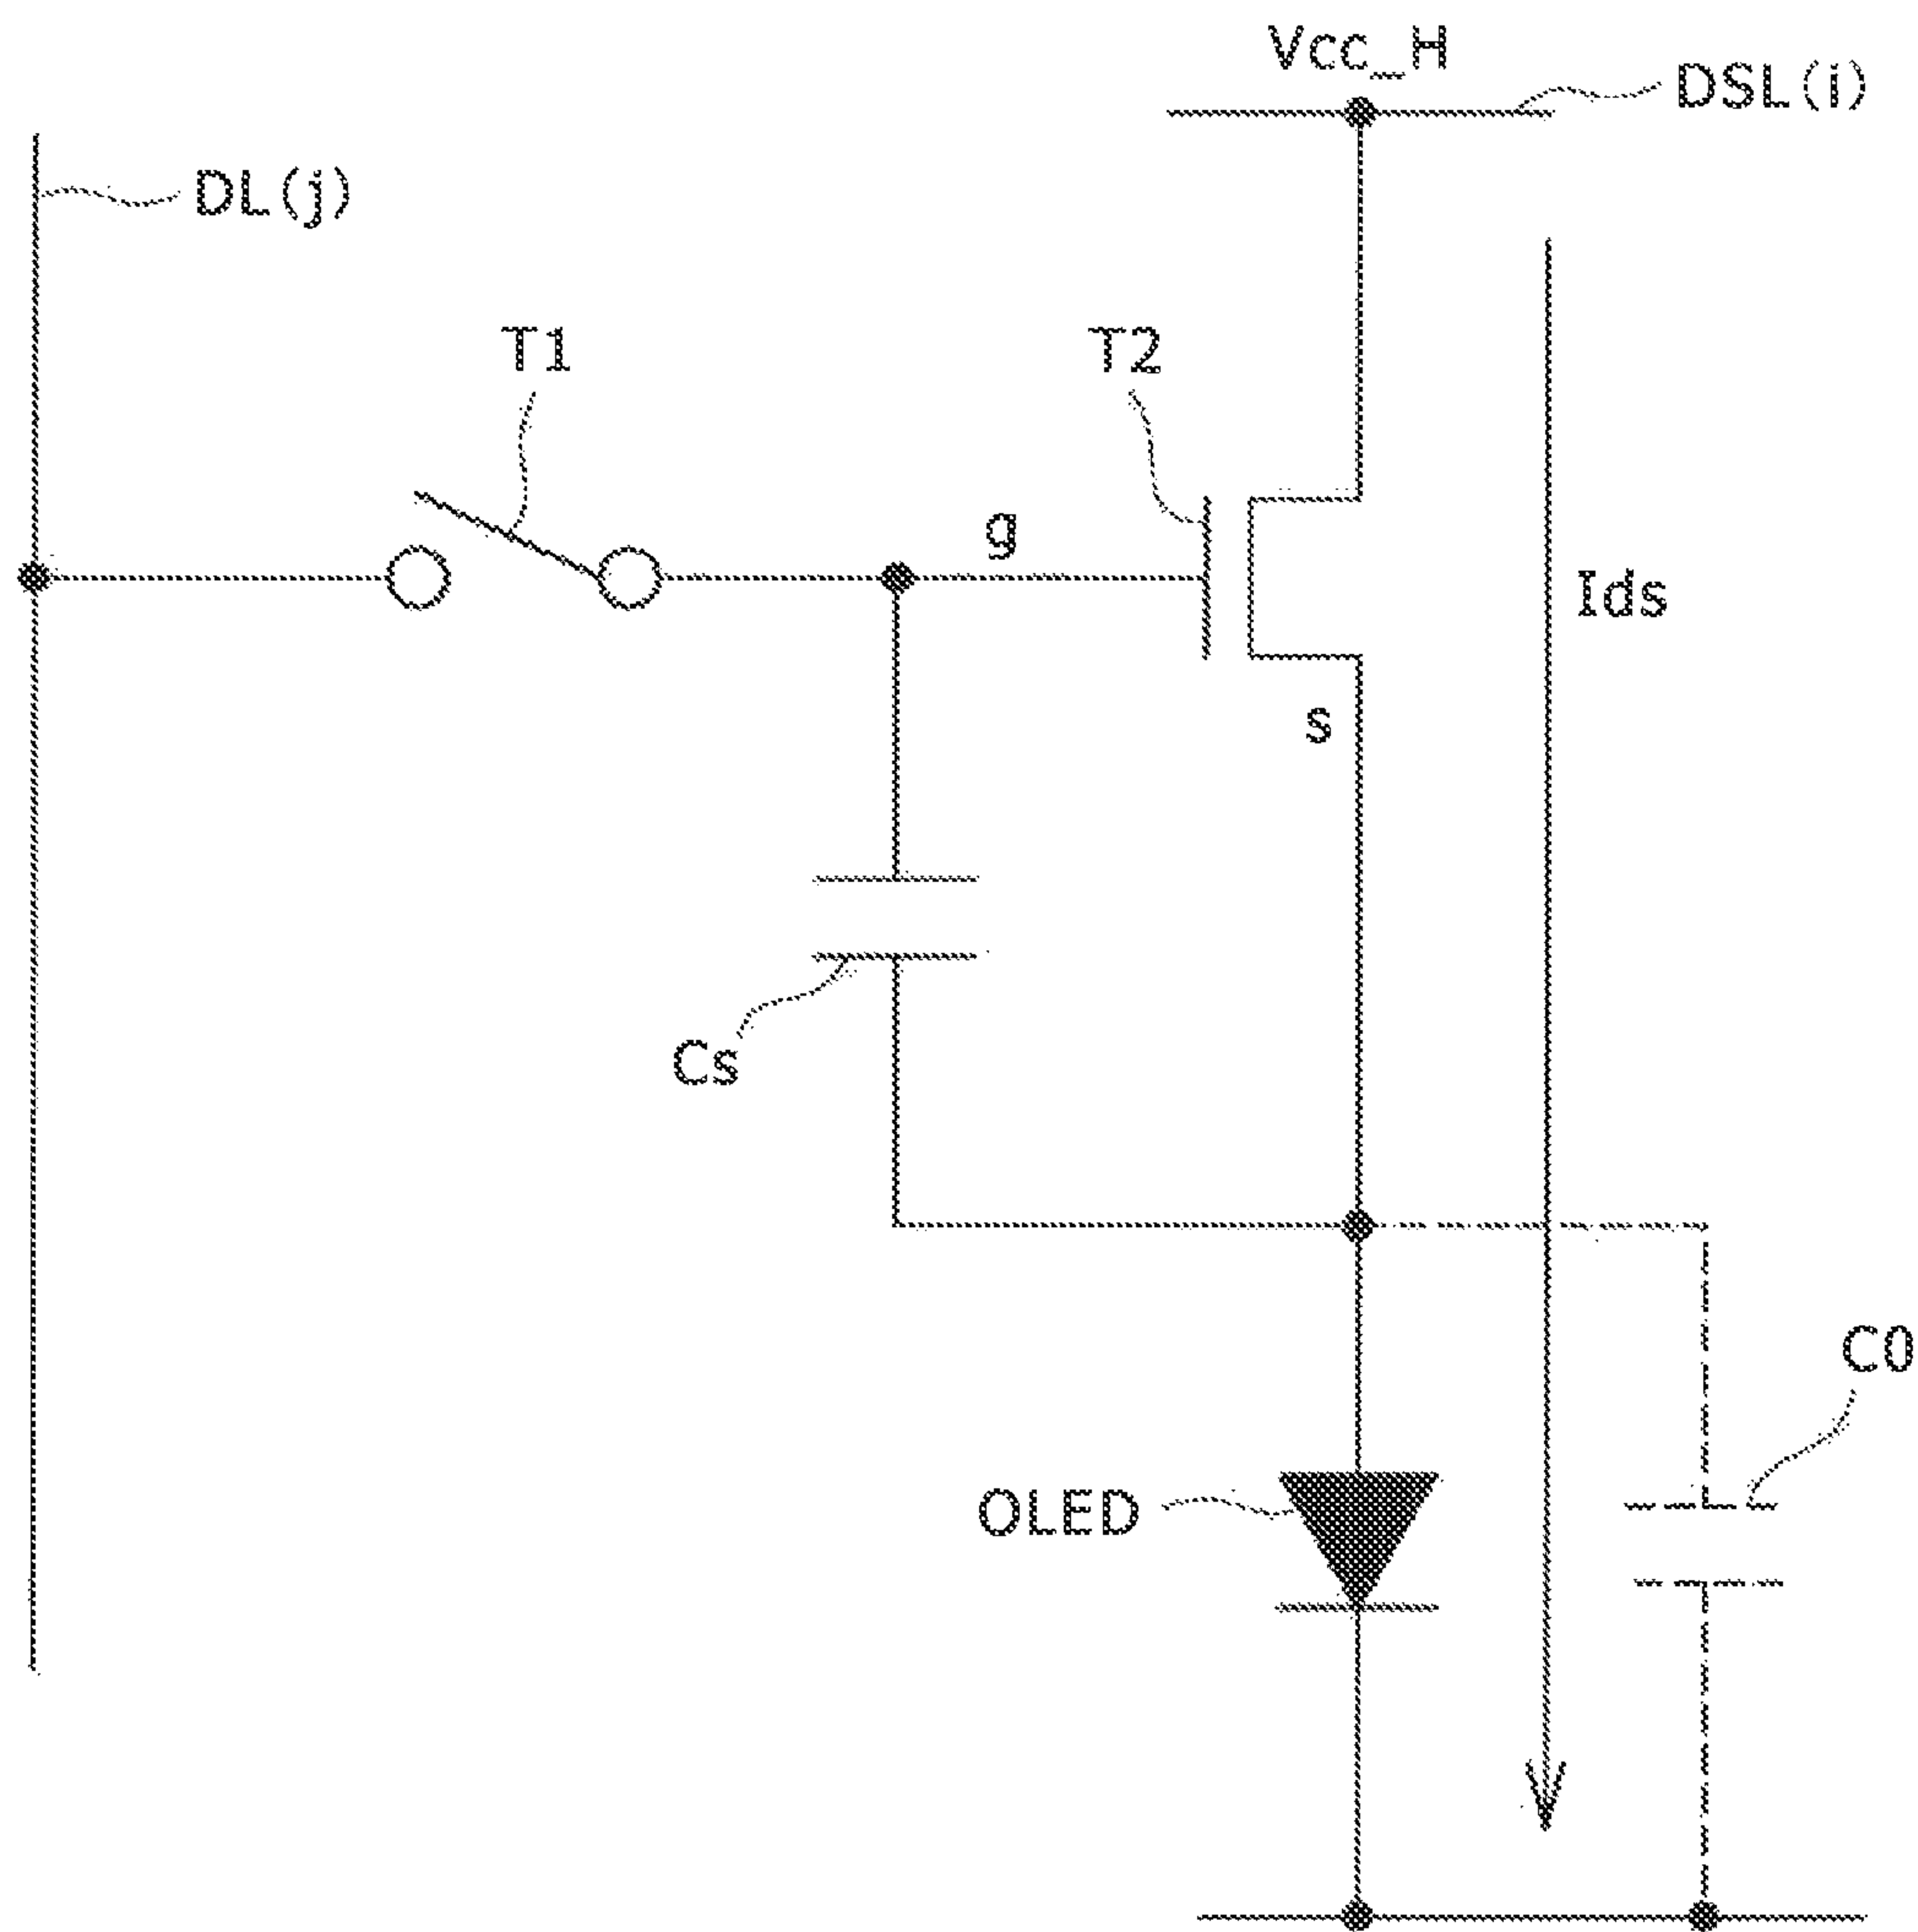 Vcc_H
DSL(i)
DL(j)
T1
T2
g
Ids
s
Cs
C0
OLED